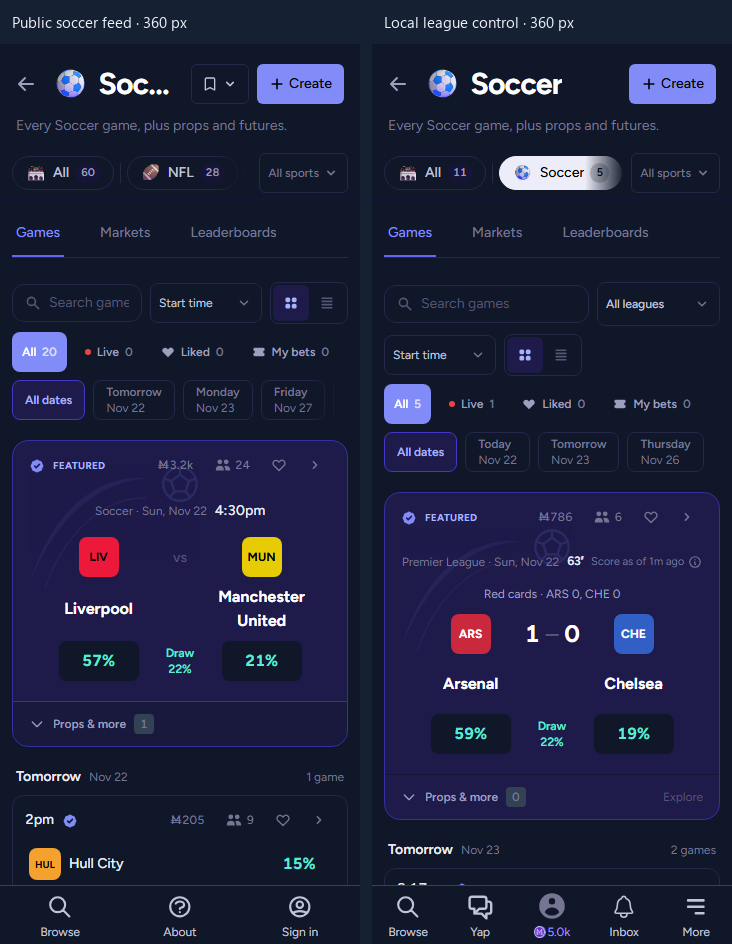 Public soccer feed · 360 px
Soc...
+ Create
Every Soccer game, plus props and futures.
All 60
NFL 28
All sports
Games
Markets
Leaderboards
Search game
Start time
All 20
Live 0
Liked 0
My bets 0
All dates
Tomorrow
Nov 22
Monday
Nov 23
Friday
Nov 27
FEATURED
M3.2k
24
Soccer · Sun, Nov 22 4:30pm
LIV
VS
MUN
Liverpool
Manchester
United
57%
Draw
22%
21%
Props & more 1
Tomorrow Nov 22
1 game
2pm
M205
9
HUL
Hull City
15%
Browse
About
Sign in
Local league control · 360 px
Soccer
+ Create
Every Soccer game, plus props and futures.
All 11
Soccer 5
All sports
Games
Markets
Leaderboards
Search games
All leagues
Start time
All 5
Live 1
Liked 0
My bets 0
All dates
Today
Nov 22
Tomorrow
Nov 23
Thursday
Nov 26
FEATURED
M786
6
Premier League · Sun, Nov 22 63' Score as of 1m ago
Red cards · ARS 0, CHE 0
ARS
1 – 0
CHE
Arsenal
Chelsea
59%
Draw
22%
19%
Props & more 0
Explore
Tomorrow Nov 23
2 games
Browse
Yap
M 5.0k
Inbox
More